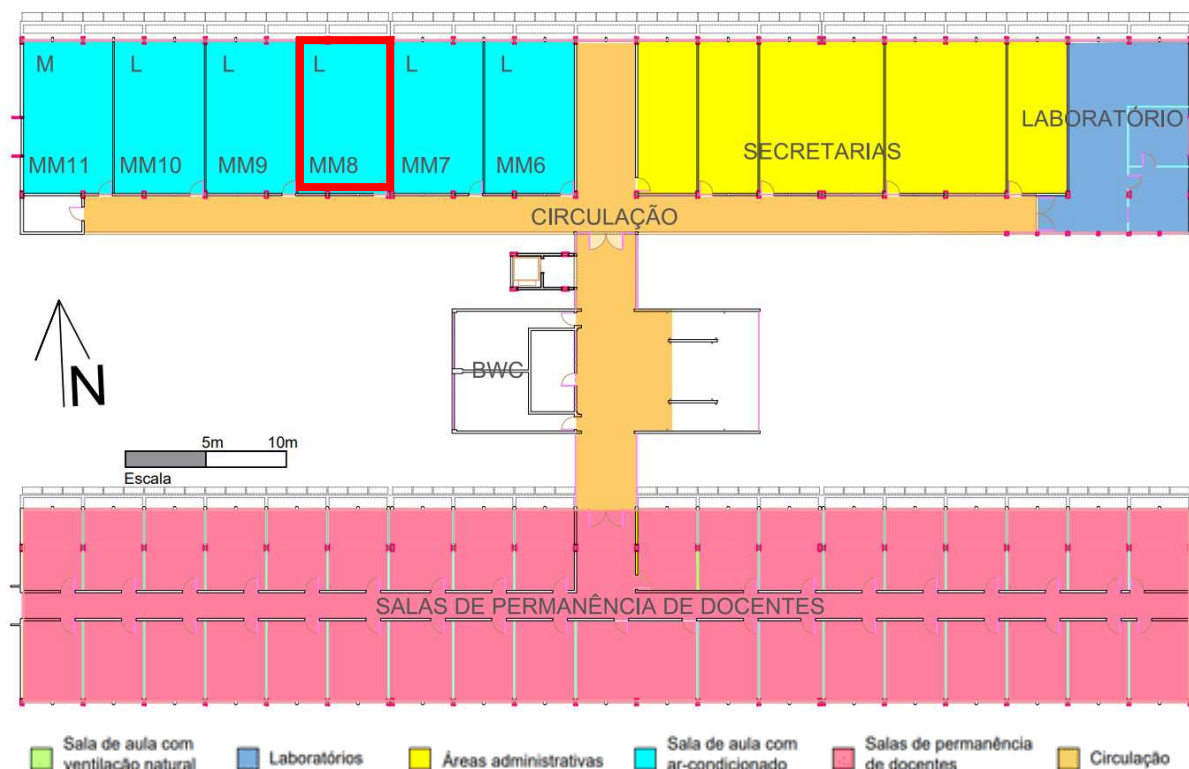 M L L L L L
LABORATÓRIO
SECRETARIAS
MM11 MM10 MM9 MM8 MM7 MM6
CIRCULAÇÃO
BWC
N
5m 10m
Escala
SALAS DE PERMANÊNCIA DE DOCENTES
Sala de aula com
ventilação natural
Laboratórios
Áreas administrativas
Sala de aula com
ar-condicionado
Salas de permanência
de docentes
Circulação